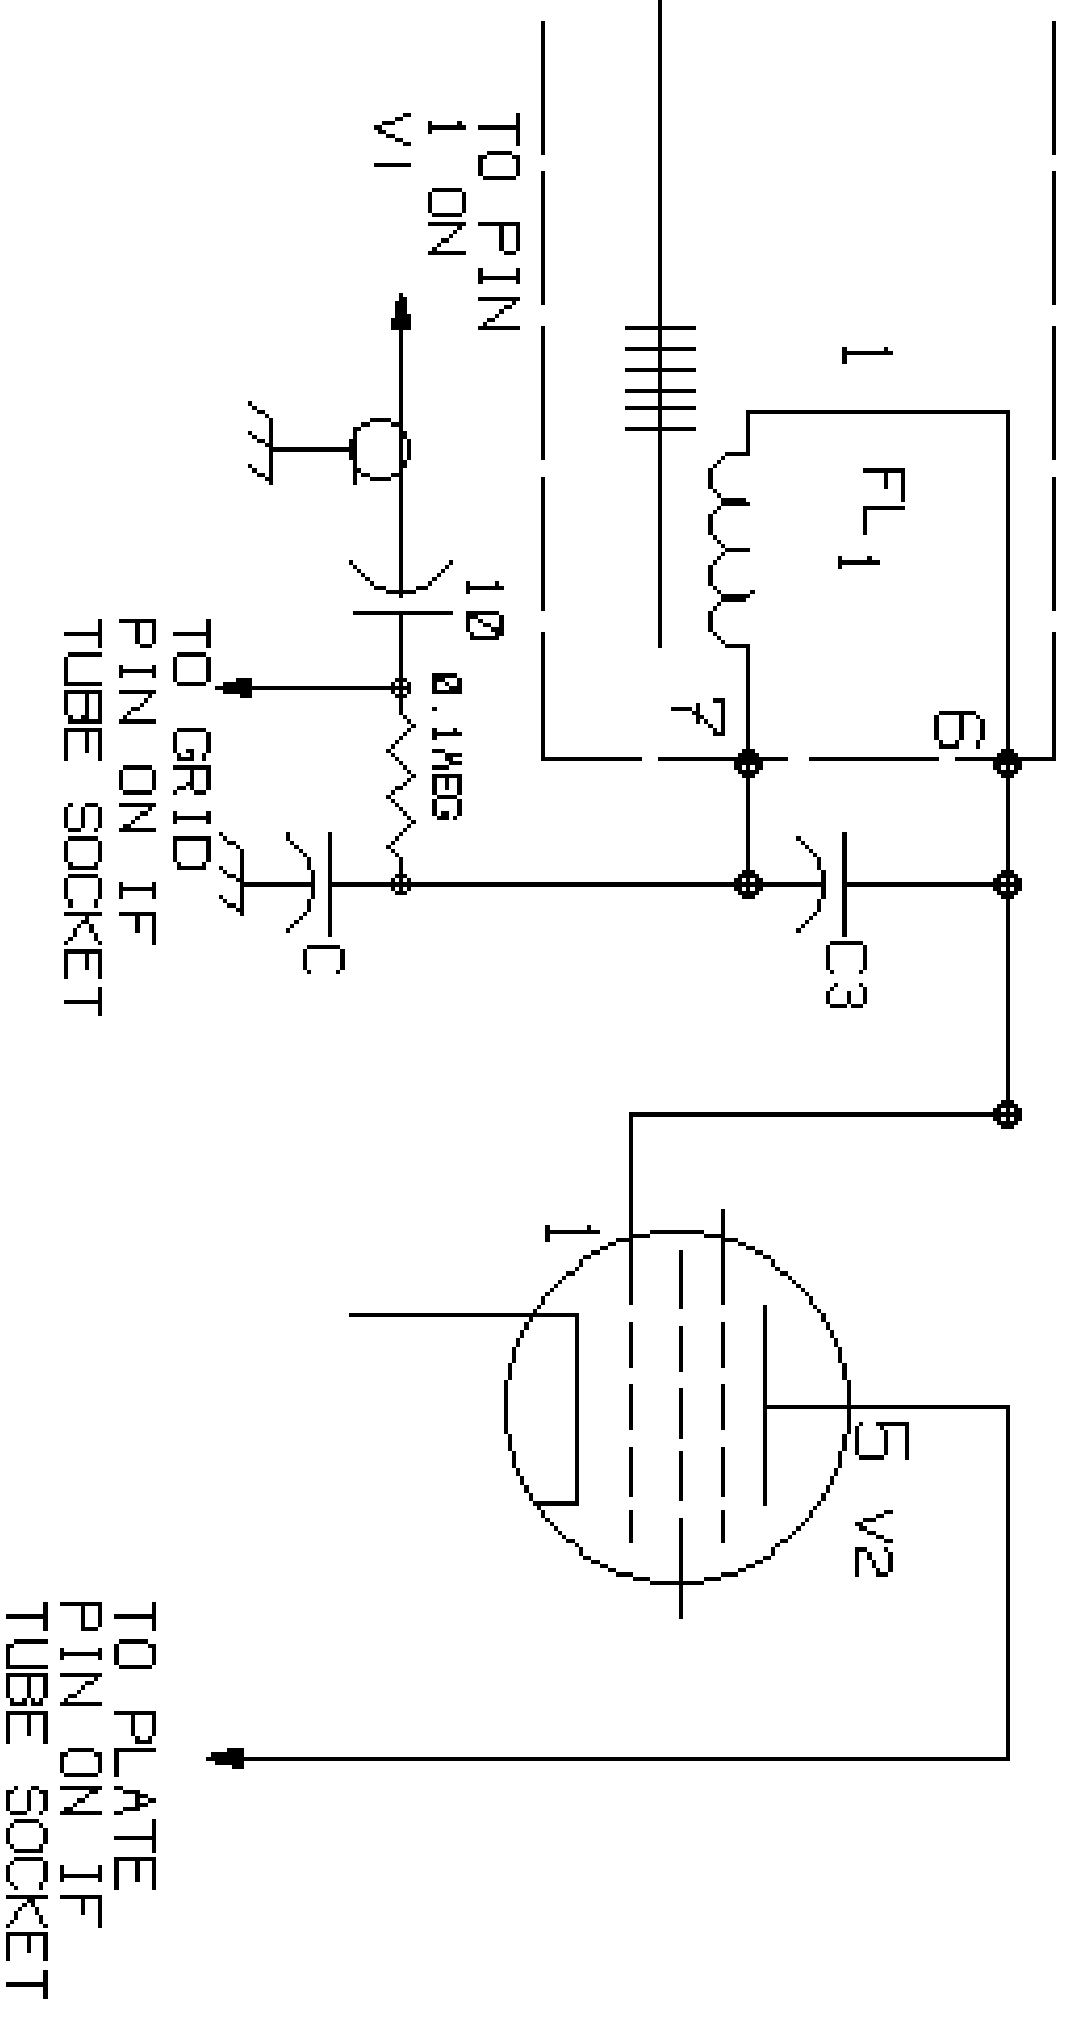 1
FL1
6
7
C3
5
V2
TO PIN
1 ON
V1
10
0.1MEG
1
C
TO GRID
PIN ON IF
TUBE SOCKET
TO PLATE
PIN ON IF
TUBE SOCKET